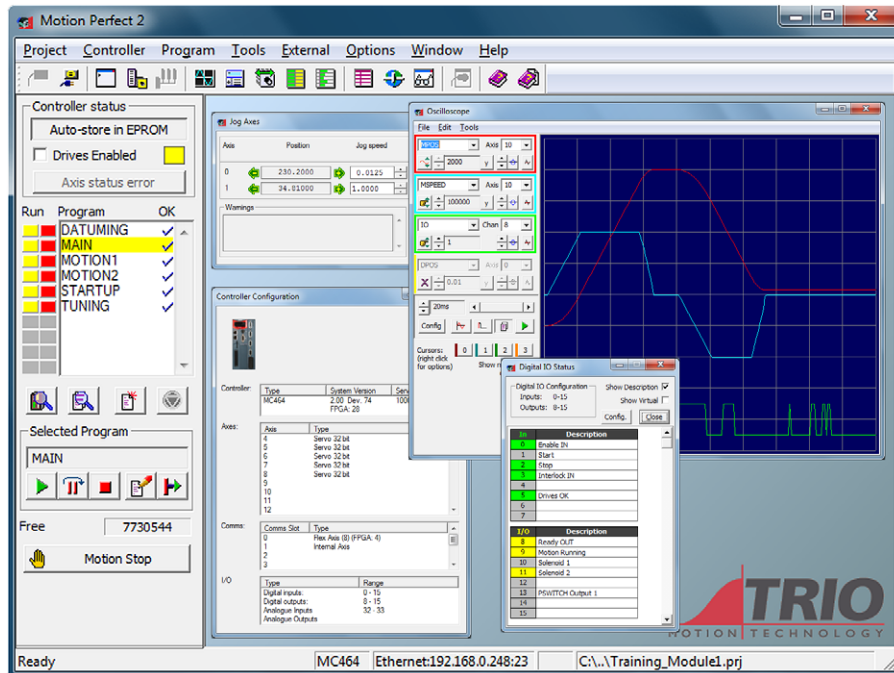 Motion Perfect 2
Project Controller Program Tools External Options Window Help
Controller status
Auto-store in EPROM
Drives Enabled
Axis status error
Run Program OK
DATUMING
MAIN
MOTION1
MOTION2
STARTUP
TUNING
Selected Program
MAIN
Free 7730544
Motion Stop
Jog Axes
Axis Position Jog speed
0 230.2000 0.0125
1 34.01000 1.0000
Warnings
Controller Configuration
Controller:
Type System Version
MC464 2.00 Dev. 74
FPGA: 28
Axes:
Axis Type
4 Servo 32 bit
5 Servo 32 bit
6 Servo 32 bit
7 Servo 32 bit
8 Servo 32 bit
9
10
11
12
Comms:
Comms Slot Type
0 Flex Axis (8) (FPGA: 4)
1 Internal Axis
2
3
I/O
Type Range
Digital inputs: 0 - 15
Digital outputs: 8 - 15
Analogue Inputs 32 - 33
Analogue Outputs
Oscilloscope
File Edit Tools
MPOS Axis 10
2000 y
MSPEED Axis 10
100000 y
IO Chan 8
1
DPOS Axis 0
0.01 y
20ms
Config
Cursors: 0 1 2 3
(right click
for options)
Digital IO Status
Digital IO Configuration
Inputs: 0-15
Outputs: 8-15
Show Description
Show Virtual
Config. Close
In Description
0 Enable IN
1 Start
2 Stop
3 Interlock IN
4
5 Drives OK
6
7
I/O Description
8 Ready OUT
9 Motion Running
10 Solenoid 1
11 Solenoid 2
12
13 PSWITCH Output 1
14
15
TRIO
MOTION TECHNOLOGY
Ready MC464 Ethernet:192.168.0.248:23 C:\..\Training_Module1.prj